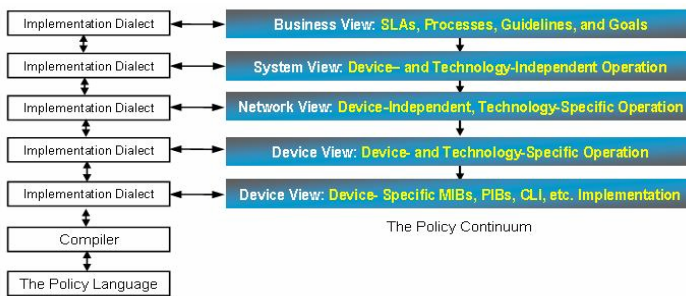 Implementation Dialect
Business View: SLAs, Processes, Guidelines, and Goals
Implementation Dialect
System View: Device– and Technology-Independent Operation
Implementation Dialect
Network View: Device-Independent, Technology-Specific Operation
Implementation Dialect
Device View: Device- and Technology-Specific Operation
Implementation Dialect
Device View: Device- Specific MIBs, PIBs, CLI, etc. Implementation
The Policy Continuum
Compiler
The Policy Language